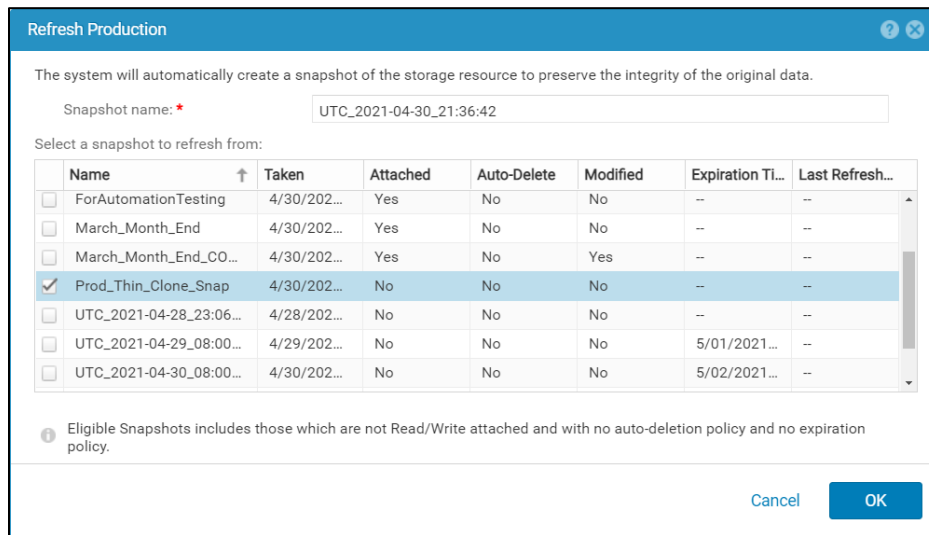 Refresh Production
The system will automatically create a snapshot of the storage resource to preserve the integrity of the original data.
Snapshot name: * UTC_2021-04-30_21:36:42
Select a snapshot to refresh from:
Name Taken Attached Auto-Delete Modified Expiration Ti... Last Refresh...
ForAutomationTesting 4/30/202... Yes No No -- --
March_Month_End 4/30/202... Yes No No -- --
March_Month_End_CO... 4/30/202... Yes No Yes -- --
Prod_Thin_Clone_Snap 4/30/202... No No No -- --
UTC_2021-04-28_23:06... 4/28/202... No No No -- --
UTC_2021-04-29_08:00... 4/29/202... No No No 5/01/2021... --
UTC_2021-04-30_08:00... 4/30/202... No No No 5/02/2021... --
Eligible Snapshots includes those which are not Read/Write attached and with no auto-deletion policy and no expiration
policy.
Cancel OK